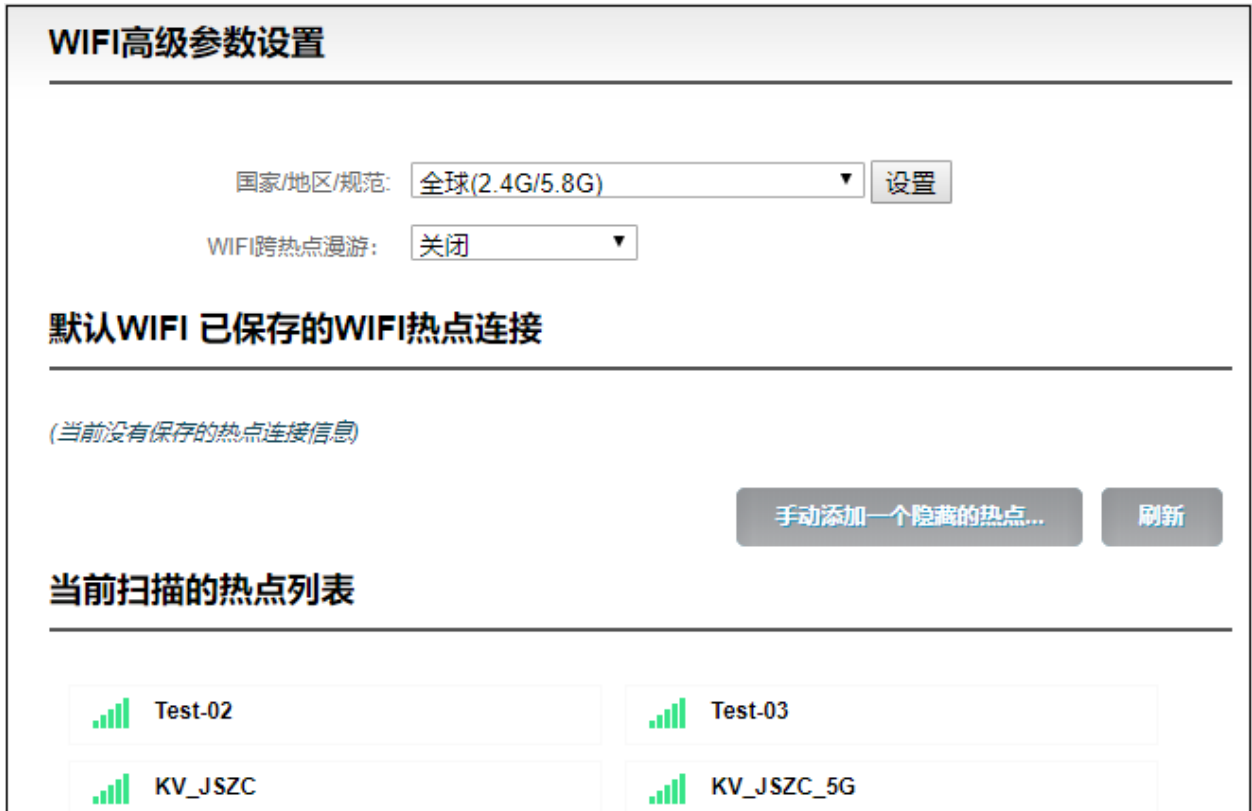 WIFI高级参数设置
国家/地区/规范: 全球(2.4G/5.8G) 设置
WIFI跨热点漫游： 关闭
默认WIFI 已保存的WIFI热点连接
(当前没有保存的热点连接信息)
手动添加一个隐藏的热点... 刷新
当前扫描的热点列表
Test-02 Test-03
KV_JSZC KV_JSZC_5G